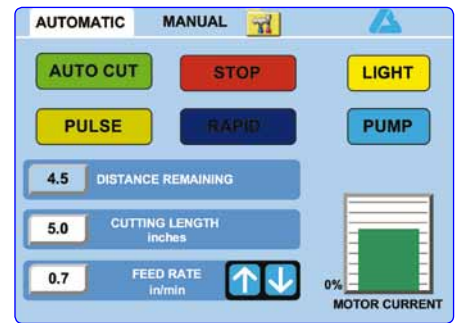 AUTOMATIC MANUAL
AUTO CUT STOP LIGHT
PULSE RAPID PUMP
4.5 DISTANCE REMAINING
5.0 CUTTING LENGTH
inches
0.7 FEED RATE
in/min
0%
MOTOR CURRENT